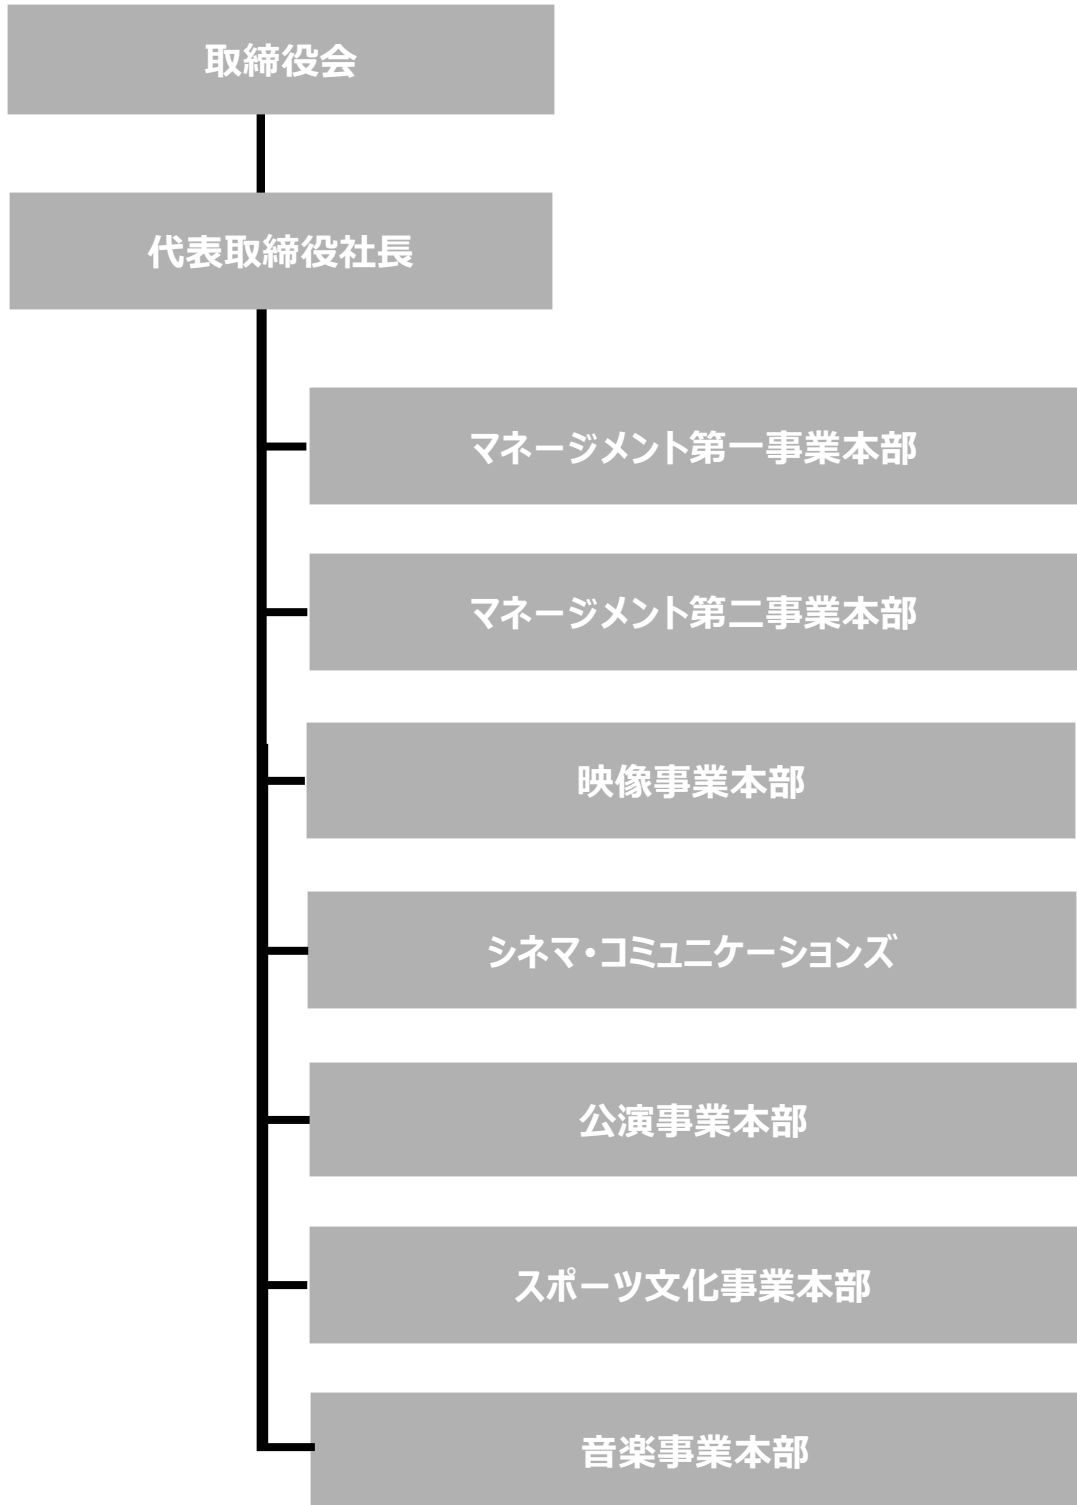 取締役会
代表取締役社長
マネージメント第一事業本部
マネージメント第二事業本部
映像事業本部
シネマ・コミュニケーションズ
公演事業本部
スポーツ文化事業本部
音楽事業本部